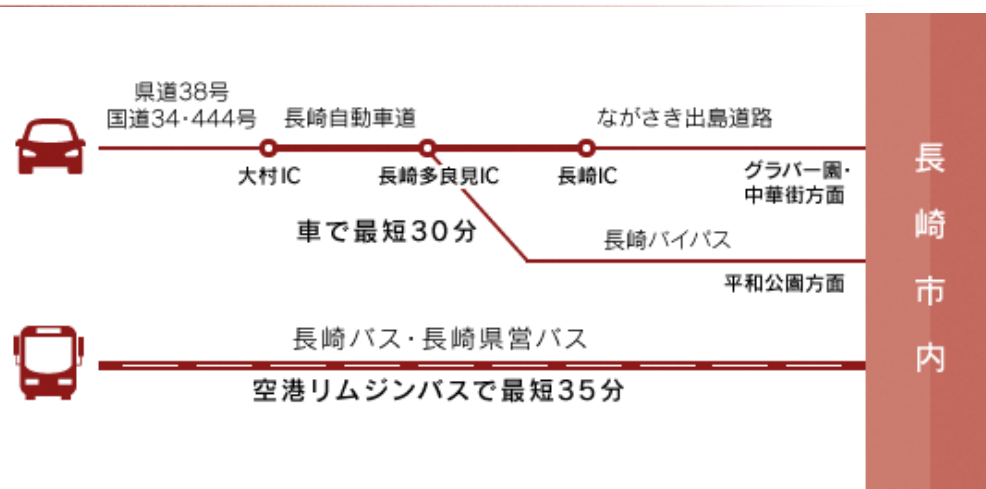 県道38号
国道34・444号
長崎自動車道
ながさき出島道路
大村IC
長崎多良見IC
長崎IC
グラバー園・
中華街方面
車で最短30分
長崎バイパス
平和公園方面
長崎バス・長崎県営バス
空港リムジンバスで最短35分
長崎市内